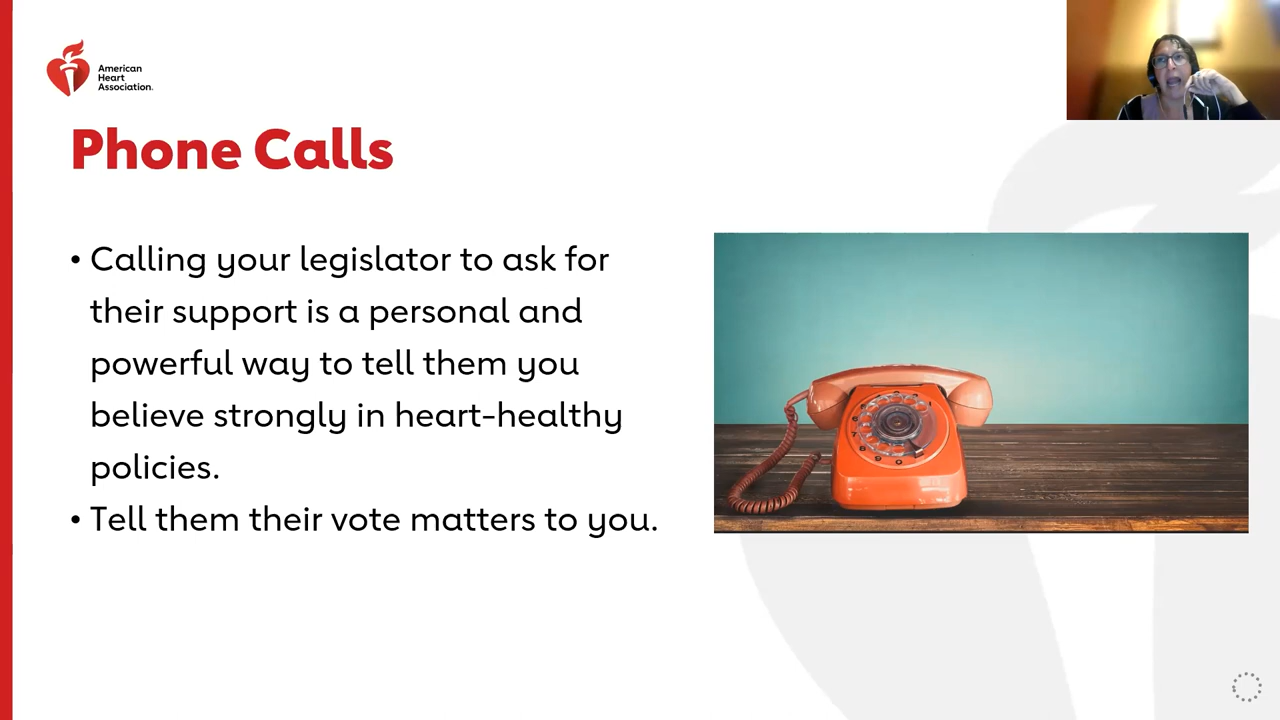 American
Heart
Association.
Phone Calls
• Calling your legislator to ask for
their support is a personal and
powerful way to tell them you
believe strongly in heart-healthy
policies.
• Tell them their vote matters to you.